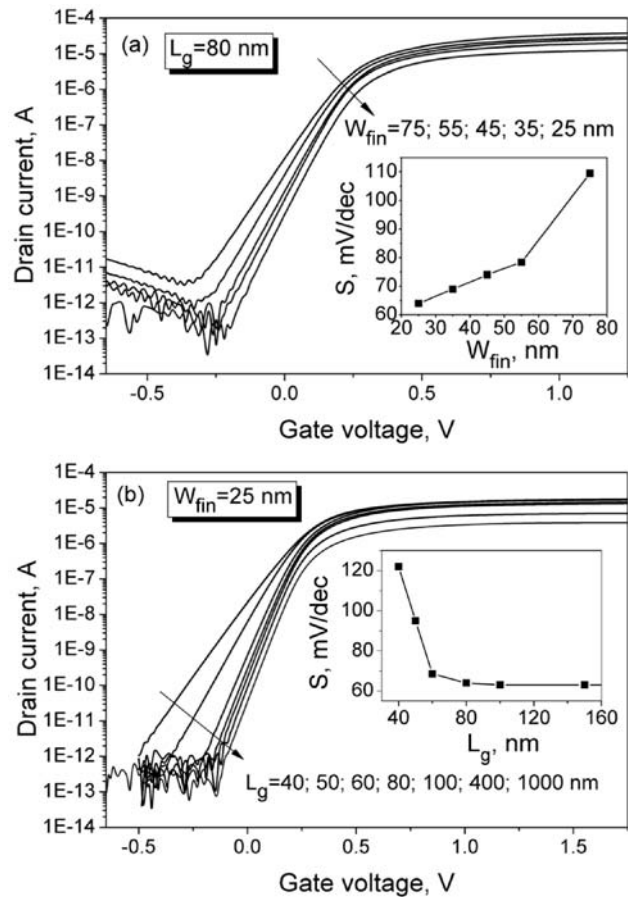 (a) L_g=80 nm
1E-4
1E-5
1E-6
1E-7
1E-8
1E-9
1E-10
1E-11
1E-12
1E-13
1E-14
Drain current, A
W_fin=75; 55; 45; 35; 25 nm
110
100
90
80
70
60
S, mV/dec
20 30 40 50 60 70 80
W_fin, nm
-0.5 0.0 0.5 1.0
Gate voltage, V
(b) W_fin=25 nm
1E-4
1E-5
1E-6
1E-7
1E-8
1E-9
1E-10
1E-11
1E-12
1E-13
1E-14
Drain current, A
120
100
80
60
S, mV/dec
40 80 120 160
L_g, nm
L_g=40; 50; 60; 80; 100; 400; 1000 nm
-0.5 0.0 0.5 1.0 1.5
Gate voltage, V